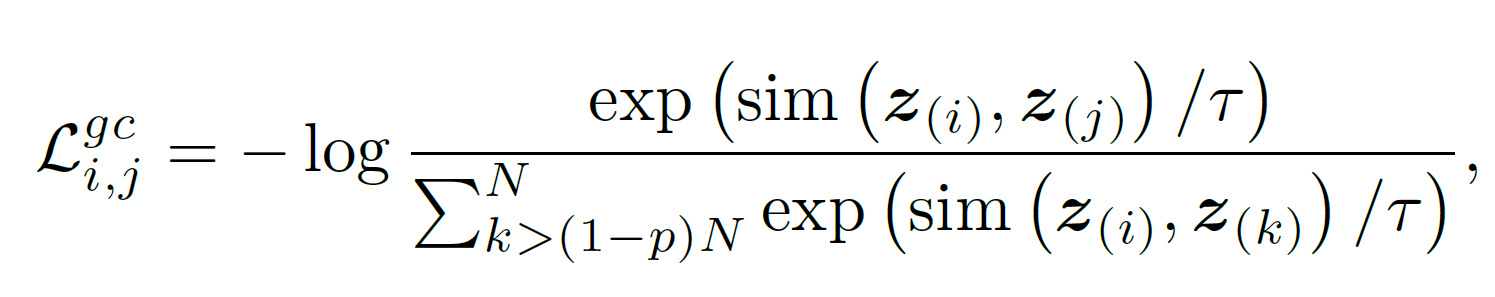 $\mathcal{L}_{i,j}^{gc} = -\log \frac{\exp\left(\mathrm{sim}\left(\boldsymbol{z}_{(i)}, \boldsymbol{z}_{(j)}\right)/\tau\right)}{\sum_{k>(1-p)N}^{N} \exp\left(\mathrm{sim}\left(\boldsymbol{z}_{(i)}, \boldsymbol{z}_{(k)}\right)/\tau\right)},$